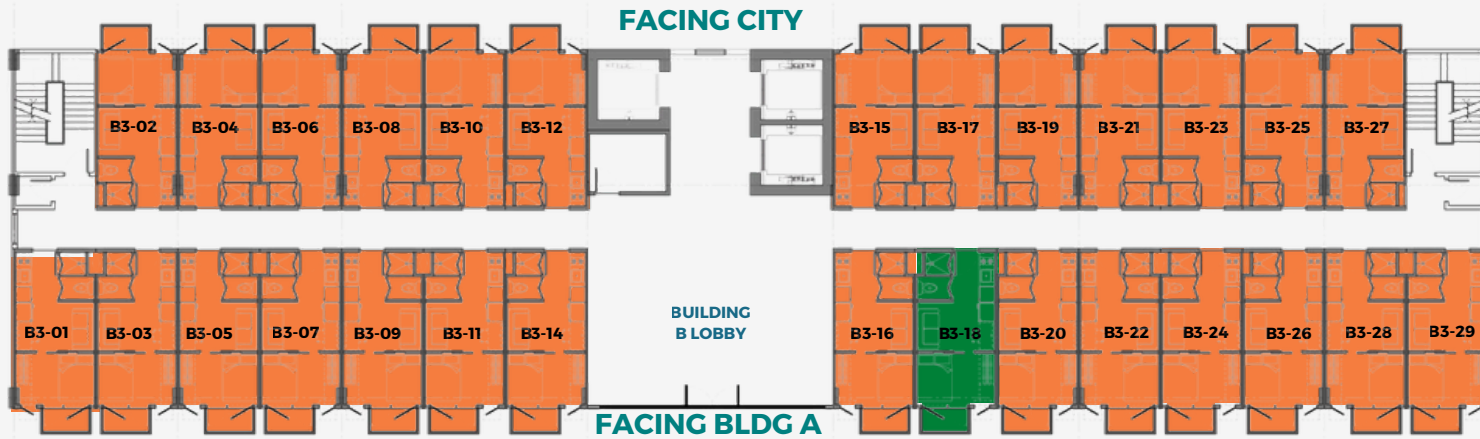 FACING CITY
B3-02 B3-04 B3-06 B3-08 B3-10 B3-12 B3-15 B3-17 B3-19 B3-21 B3-23 B3-25 B3-27
BUILDING
B LOBBY
B3-01 B3-03 B3-05 B3-07 B3-09 B3-11 B3-14 B3-16 B3-18 B3-20 B3-22 B3-24 B3-26 B3-28 B3-29
FACING BLDG A